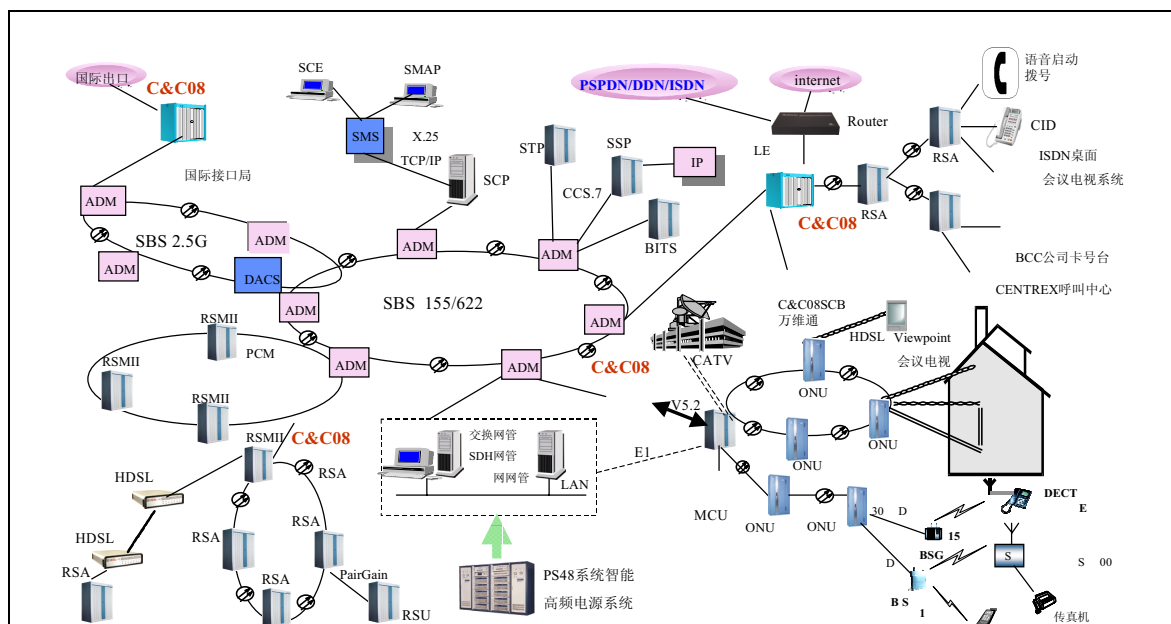 国际出口
C&C08
SCE
SMAP
SMS
X.25
TCP/IP
SCP
国际接口局
PSPDN/DDN/ISDN
internet
Router
LE
语音启动
拨号
CID
RSA
ISDN桌面
会议电视系统
STP
SSP
IP
CCS.7
BITS
C&C08
RSA
BCC公司卡号台
CENTREX呼叫中心
ADM
SBS 2.5G
ADM
ADM
DACS
ADM
ADM
ADM
SBS 155/622
ADM
ADM
ADM
C&C08
RSMII
PCM
RSMII
RSMII
C&C08SCB
万维通
HDSL
Viewpoint
会议电视
CATV
ONU
ONU
ONU
V5.2
E1
MCU
ONU
ONU
交换网管
SDH网管
网网管
LAN
RSMII
C&C08
RSA
HDSL
HDSL
RSA
RSA
RSA
RSA
PairGain
RSU
PS48系统智能
高频电源系统
30
D
15
BSG
D
B S
1
DECT
E
S
S
00
传真机